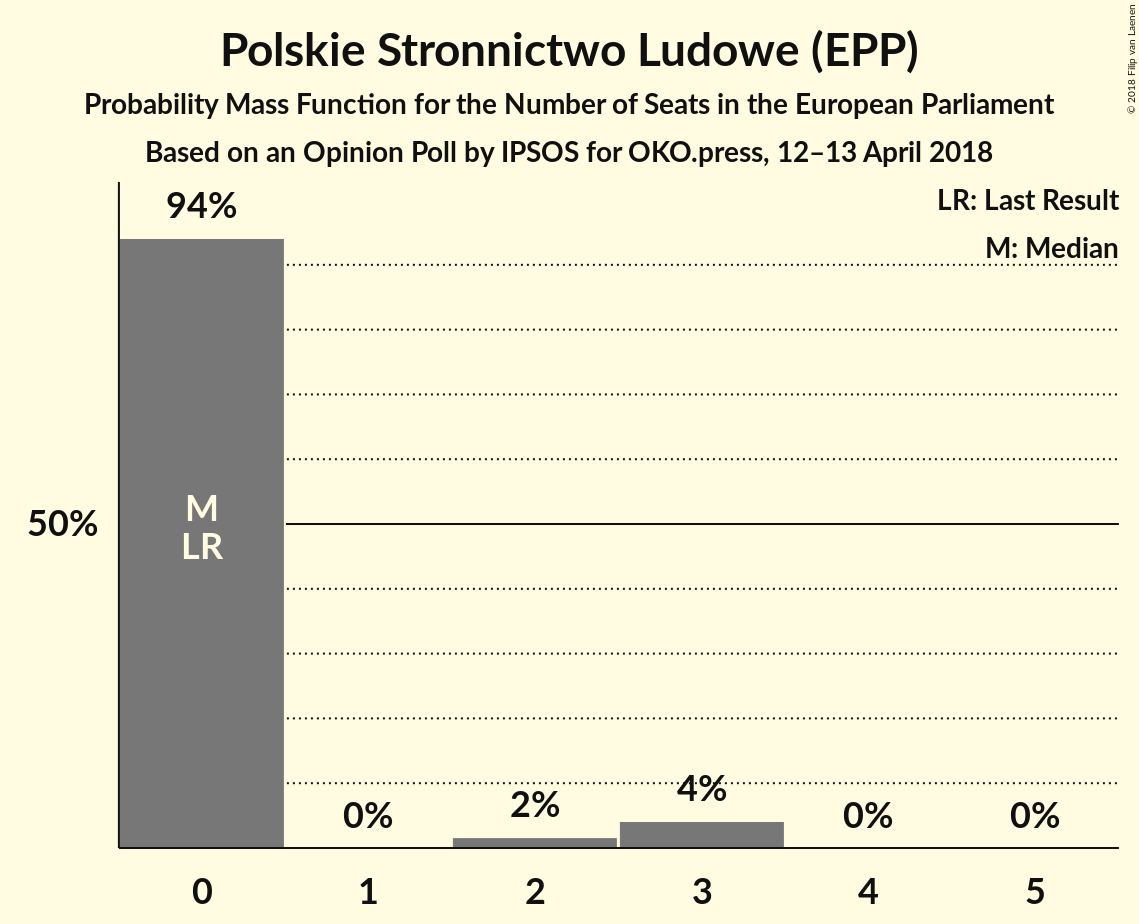 Polskie Stronnictwo Ludowe (EPP)
Probability Mass Function for the Number of Seats in the European Parliament
Based on an Opinion Poll by IPSOS for OKO.press, 12–13 April 2018
© 2018 Filip van Laenen
LR: Last Result
M: Median
94%
50%
M
LR
0%
2%
4%
0%
0%
0
1
2
3
4
5